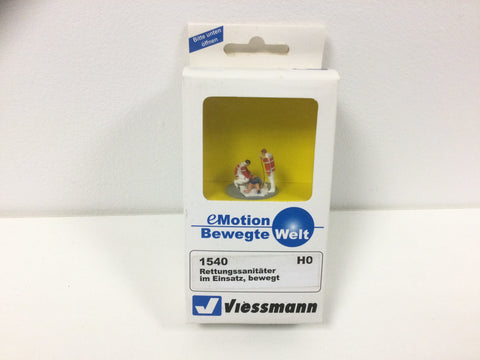 Bitte unten
öffnen
eMotion
Bewegte Welt
1540 H0
Rettungssanitäter
im Einsatz, bewegt
Viessmann